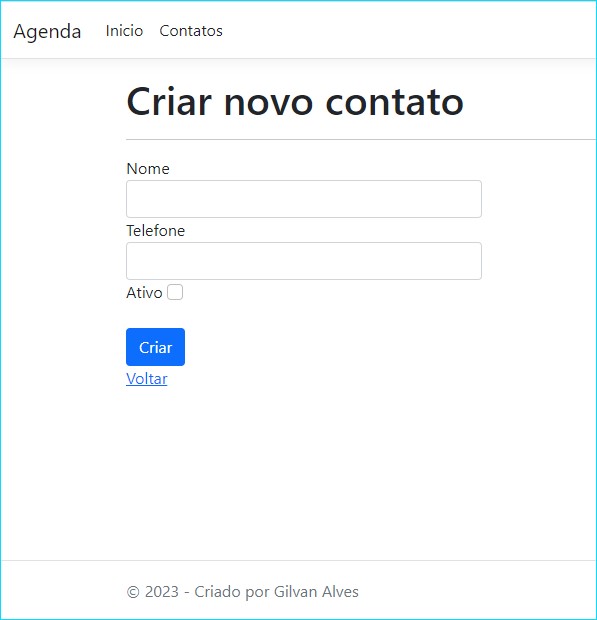 Agenda Inicio Contatos
Criar novo contato
Nome
Telefone
Ativo
Criar
Voltar
© 2023 - Criado por Gilvan Alves